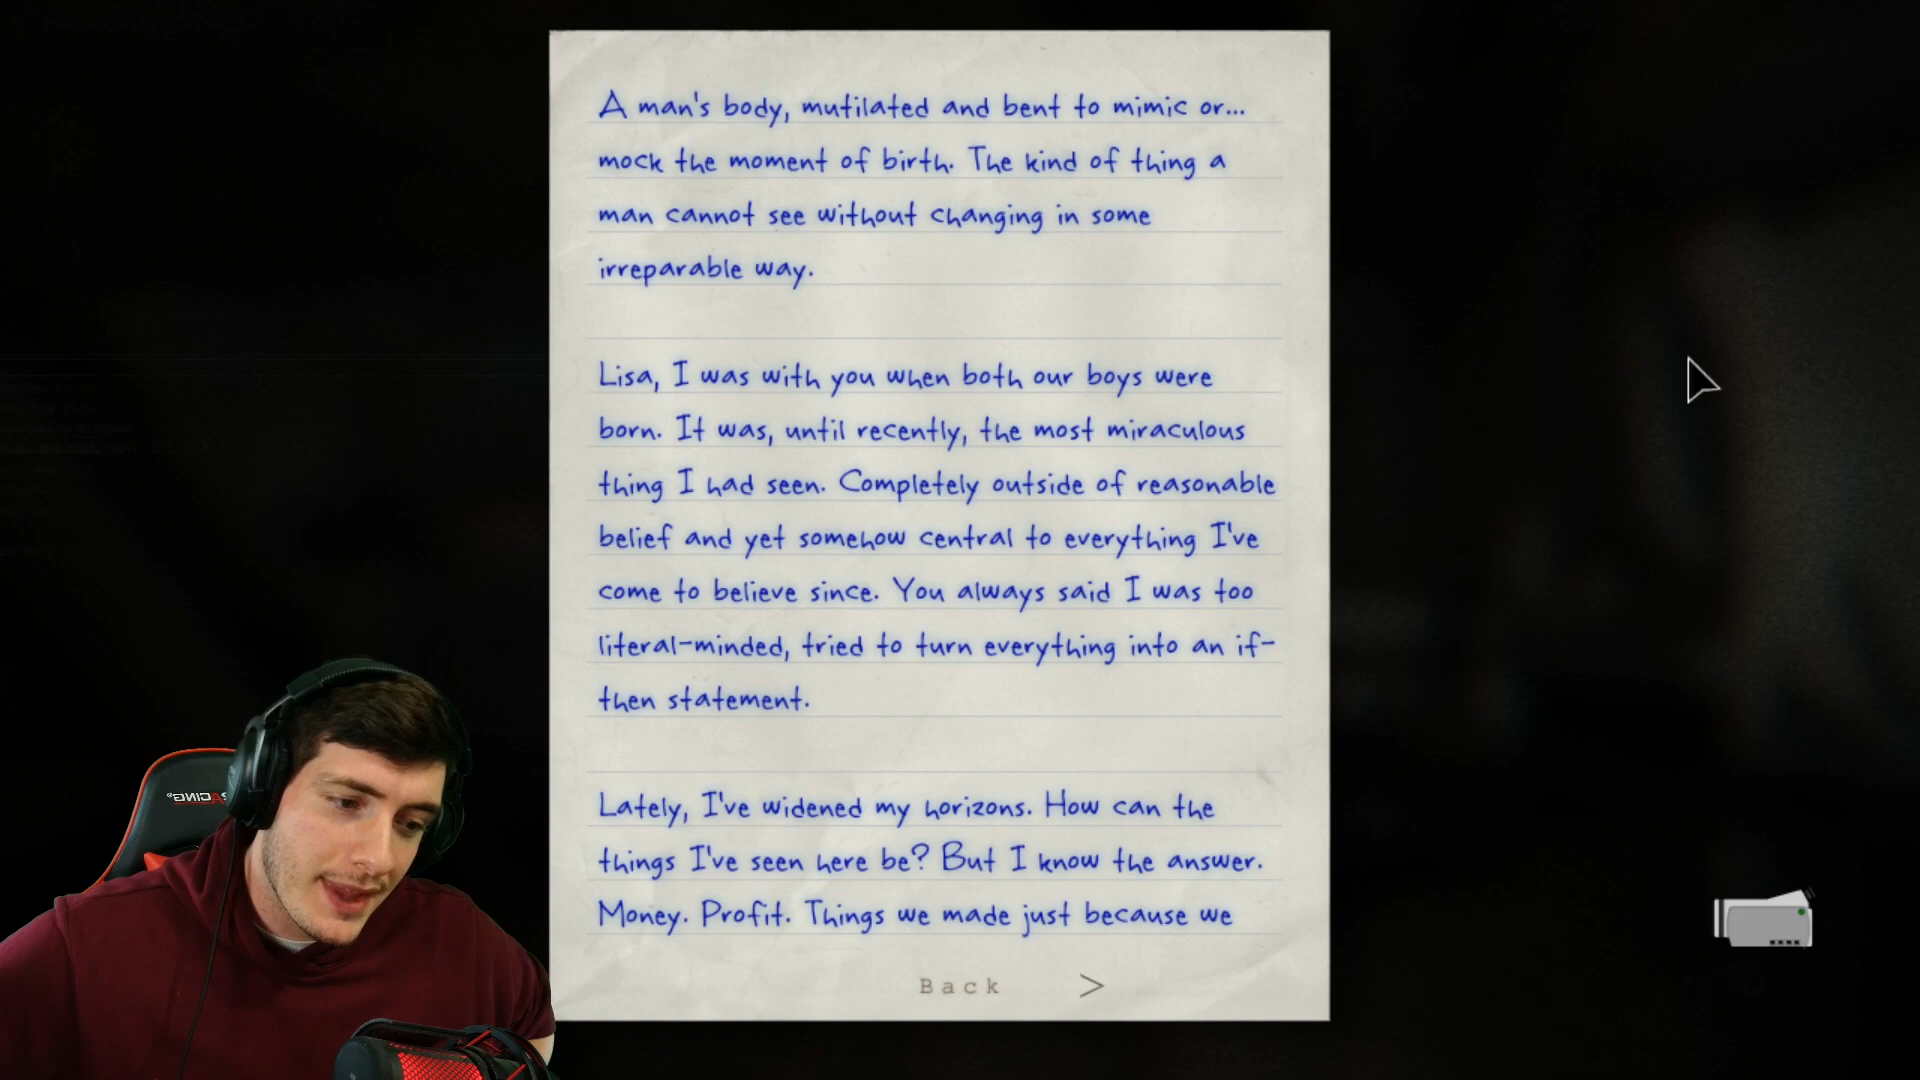 A man's body, mutilated and bent to mimic or...
mock the moment of birth. The kind of thing a
man cannot see without changing in some
irreparable way.
Lisa, I was with you when both our boys were
born. It was, until recently, the most miraculous
thing I had seen. Completely outside of reasonable
belief and yet somehow central to everything I've
come to believe since. You always said I was too
literal-minded, tried to turn everything into an if-
then statement.
Lately, I've widened my horizons. How can the
things I've seen here be? But I know the answer.
Money. Profit. Things we made just because we
Back >
RACING